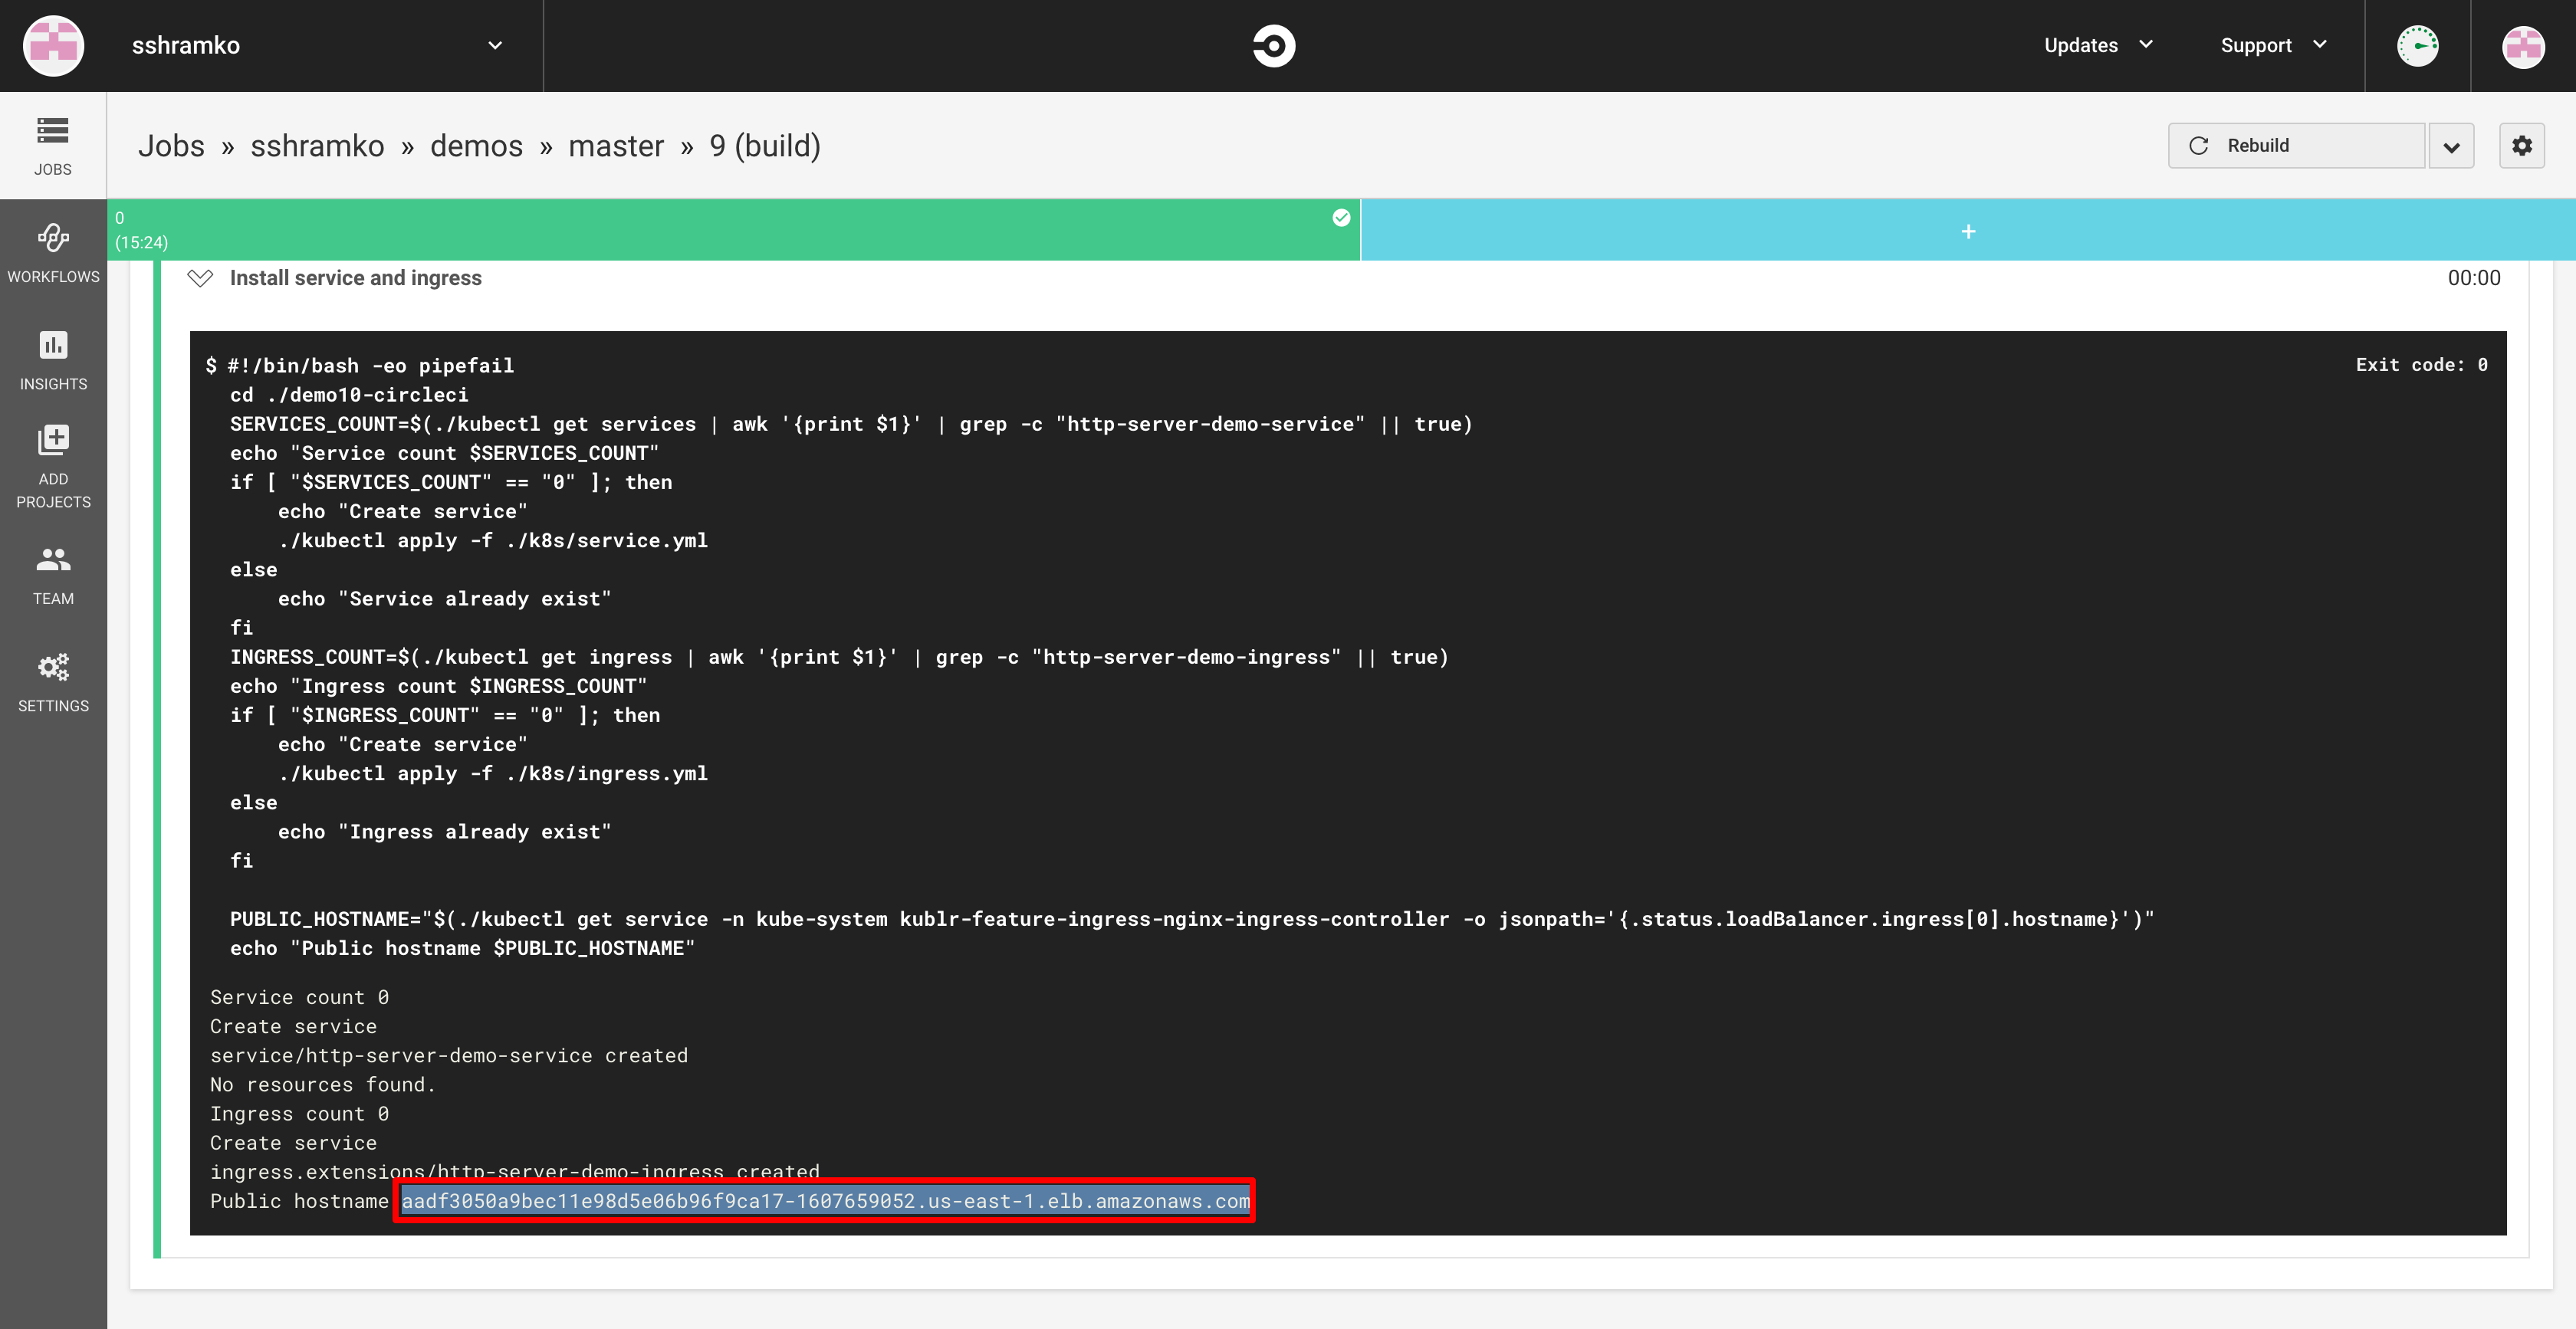 sshramko
Updates
Support
JOBS
Jobs » sshramko » demos » master » 9 (build)
Rebuild
0
(15:24)
+
WORKFLOWS
INSIGHTS
ADD
PROJECTS
TEAM
SETTINGS
Install service and ingress
00:00
Exit code: 0
$ #!/bin/bash -eo pipefail
cd ./demo10-circleci
SERVICES_COUNT=$(./kubectl get services | awk '{print $1}' | grep -c "http-server-demo-service" || true)
echo "Service count $SERVICES_COUNT"
if [ "$SERVICES_COUNT" == "0" ]; then
    echo "Create service"
    ./kubectl apply -f ./k8s/service.yml
else
    echo "Service already exist"
fi
INGRESS_COUNT=$(./kubectl get ingress | awk '{print $1}' | grep -c "http-server-demo-ingress" || true)
echo "Ingress count $INGRESS_COUNT"
if [ "$INGRESS_COUNT" == "0" ]; then
    echo "Create service"
    ./kubectl apply -f ./k8s/ingress.yml
else
    echo "Ingress already exist"
fi
PUBLIC_HOSTNAME="$(./kubectl get service -n kube-system kublr-feature-ingress-nginx-ingress-controller -o jsonpath='{.status.loadBalancer.ingress[0].hostname}')"
echo "Public hostname $PUBLIC_HOSTNAME"
Service count 0
Create service
service/http-server-demo-service created
No resources found.
Ingress count 0
Create service
ingress.extensions/http-server-demo-ingress created
Public hostname aadf3050a9bec11e98d5e06b96f9ca17-1607659052.us-east-1.elb.amazonaws.com